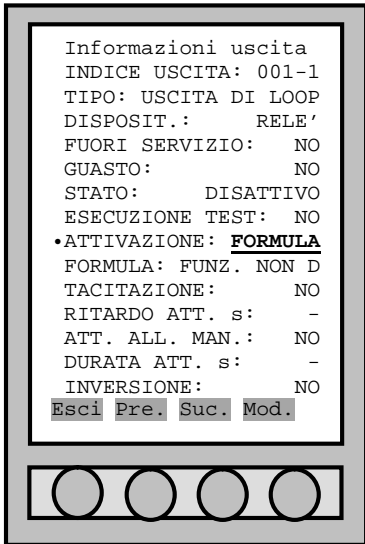 Informazioni uscita
INDICE USCITA: 001-1
TIPO: USCITA DI LOOP
DISPOSIT.: RELE’
FUORI SERVIZIO: NO
GUASTO: NO
STATO: DISATTIVO
ESECUZIONE TEST: NO
•ATTIVAZIONE: FORMULA
FORMULA: FUNZ. NON D
TACITAZIONE: NO
RITARDO ATT. s: -
ATT. ALL. MAN.: NO
DURATA ATT. s: -
INVERSIONE: NO
Esci Pre. Suc. Mod.